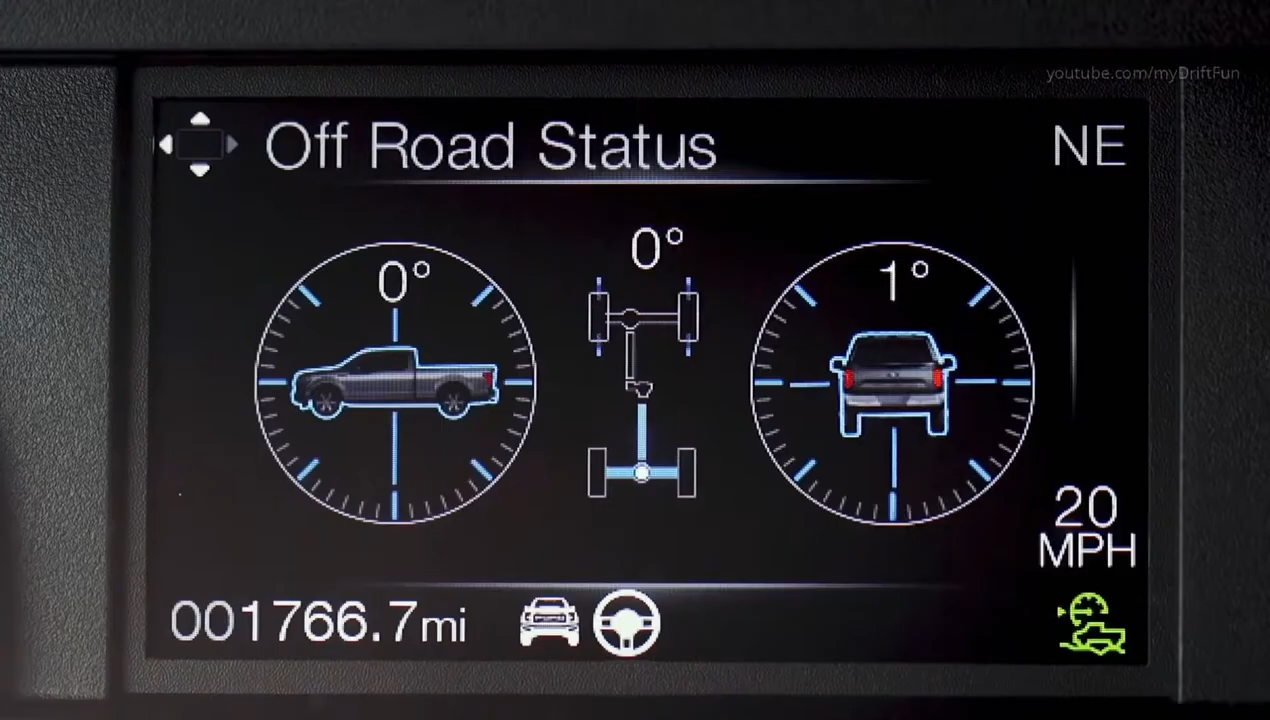 youtube.com/myDriftFun
Off Road Status
NE
0°
0°
1°
20
MPH
001766.7mi